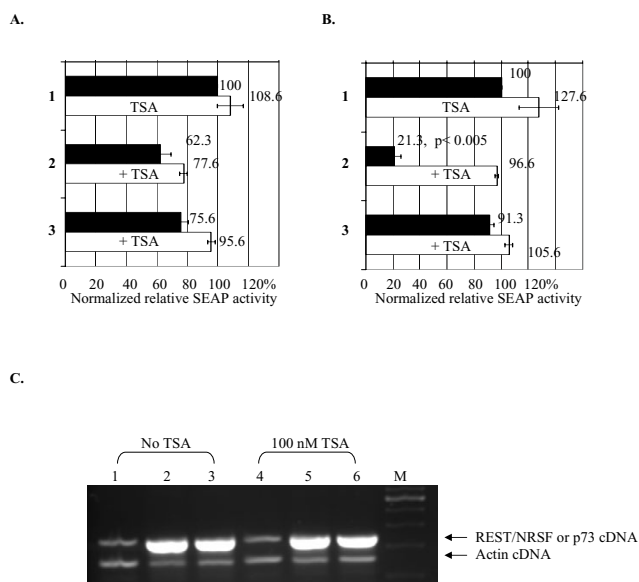 A.
B.
1
100
TSA
108.6
2
62.3
77.6
+ TSA
3
75.6
+ TSA
95.6
0 20 40 60 80 100 120%
Normalized relative SEAP activity
1
100
TSA
127.6
2
21.3, p< 0.005
+ TSA
96.6
3
91.3
+ TSA
105.6
0 20 40 60 80 100 120%
Normalized relative SEAP activity
C.
No TSA
100 nM TSA
1 2 3 4 5 6 M
REST/NRSF or p73 cDNA
Actin cDNA